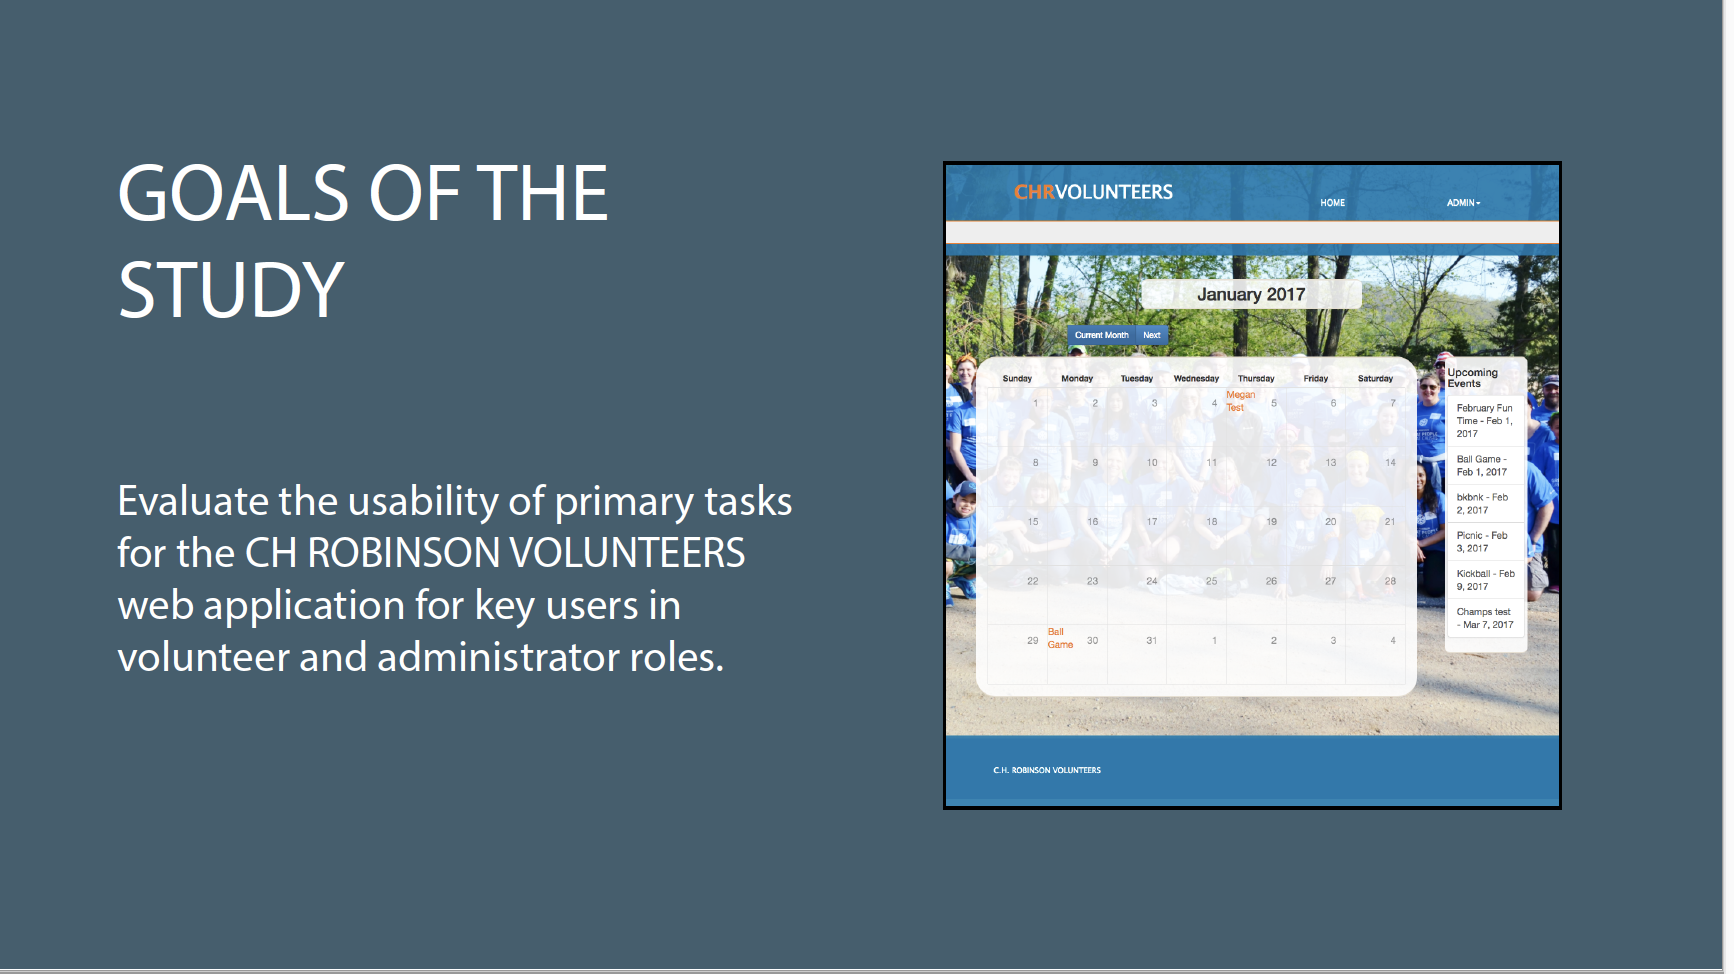 GOALS OF THE
STUDY
Evaluate the usability of primary tasks
for the CH ROBINSON VOLUNTEERS
web application for key users in
volunteer and administrator roles.
CHRVOLUNTEERS
HOME ADMIN
January 2017
Current Month Next
Sunday Monday Tuesday Wednesday Thursday Friday Saturday
1 2 3 4 Megan Test 5 6 7
8 9 10 11 12 13 14
15 16 17 18 19 20 21
22 23 24 25 26 27 28
29 Ball Game 30 31 1 2 3 4
Upcoming
Events
February Fun
Time - Feb 1,
2017
Ball Game -
Feb 1, 2017
bkbnk - Feb
2, 2017
Picnic - Feb
3, 2017
Kickball - Feb
9, 2017
Champs test
- Mar 7, 2017
C.H. ROBINSON VOLUNTEERS